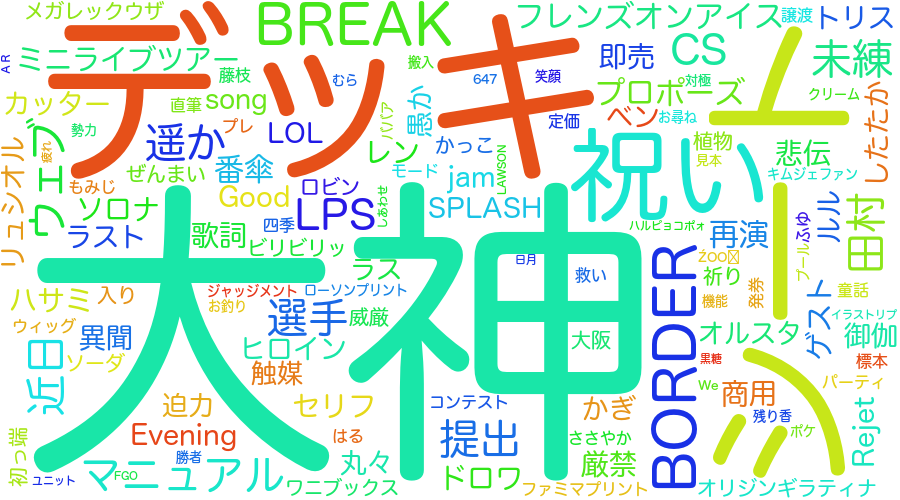 メガレックウザ
BREAK
フレンズオンアイス
譲渡
トリス
ミニライブツアー
デッキ
即売
CS
未練
AR
藤枝
搬入
647
笑顔
対極
カッター
直筆
song
愚か
ババア
プロポーズ
クリーム
勢力
プレ
LOL
むら
定価
ベン
お尋ね
したたか
ウェブ
遥か
かっこ
植物
悲伝
疲れ
番傘
レン
LAWSON
見本
リュシオル
ぜんまい
モード
jam
祝い
キムジェファン
もみじ
Good
ロビン
しあわせ
ソロナ
LPS
SPLASH
ルル
田村
ラスト
歌詞
四季
ハルピョコポォ
再演
ふゆ
ビリビリッ
大神
日月
BORDER
プール
ラス
救い
祈り
ハサミ
入り
ジャッジメント
ローソンプリント
機能
発券
ゲスト
童話
お釣り
ウィッグ
選手
威厳
イラストリプ
異聞
大阪
オルスタ
御伽
ソーダ
ヒロイン
黒糖
標本
近日
触媒
We
パーティ
商用
迫力
セリフ
コンテスト
かぎ
残り香
Rejet
初っ端
Evening
はる
提出
ささやか
ポケ
勝者
丸々
厳禁
ユニット
FGO
マニュアル
ワニブックス
ドロワ
ファミマプリント
オリジンギラティナ